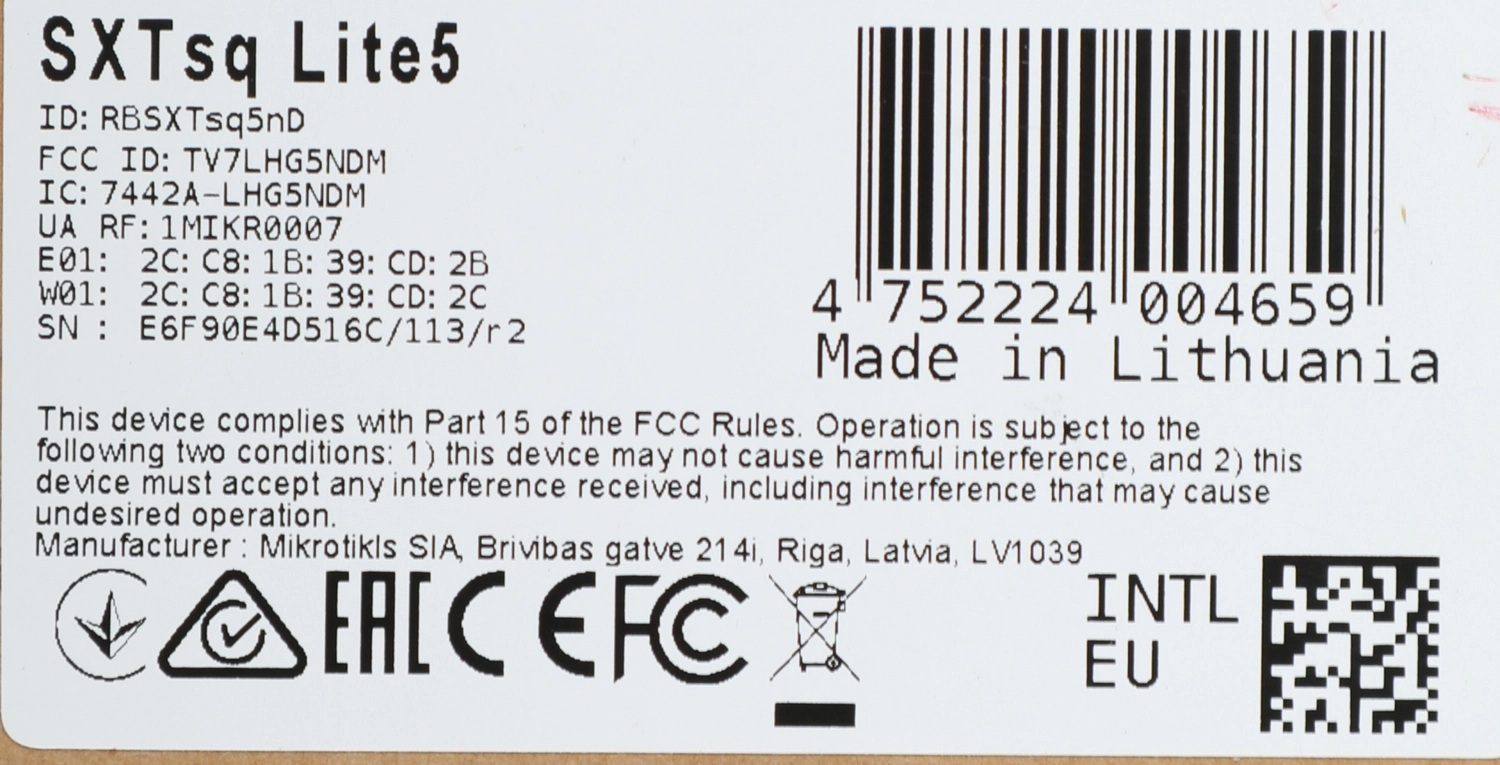 SXTsq Lite5
ID: RBSXTsq5nD
FCC ID: TV7LHG5NDM
IC: 7442A-LHG5NDM
UA RF: 1MIKR0007
E01: 2C: C8: 1B: 39: CD: 2B
W01: 2C: C8: 1B: 39: CD: 2C
SN : E6F90E4D516C/113/r2
4 752224 004659
Made in Lithuania
This device complies with Part 15 of the FCC Rules. Operation is subject to the
following two conditions: 1) this device may not cause harmful interference, and 2) this
device must accept any interference received, including interference that may cause
undesired operation.
Manufacturer : Mikrotikls SIA, Brivibas gatve 214i, Riga, Latvia, LV1039
EAC CE FC
INTL
EU